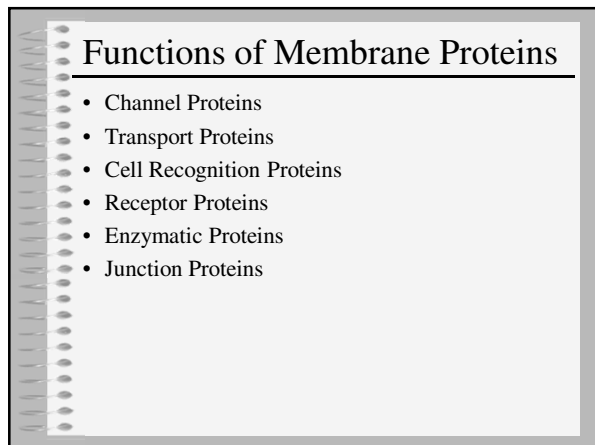 Functions of Membrane Proteins
• Channel Proteins
• Transport Proteins
• Cell Recognition Proteins
• Receptor Proteins
• Enzymatic Proteins
• Junction Proteins